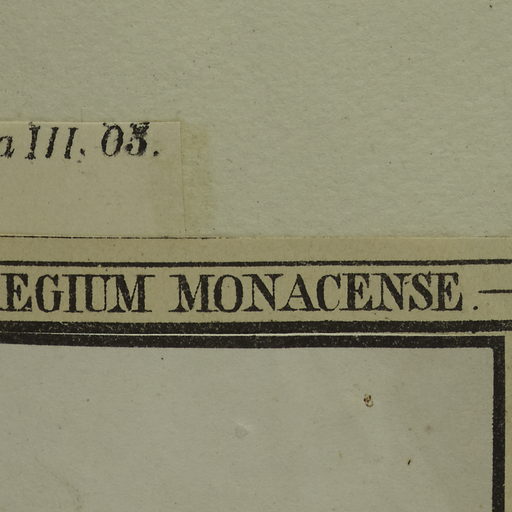 a III. 03.
EGIUM MONACENSE.